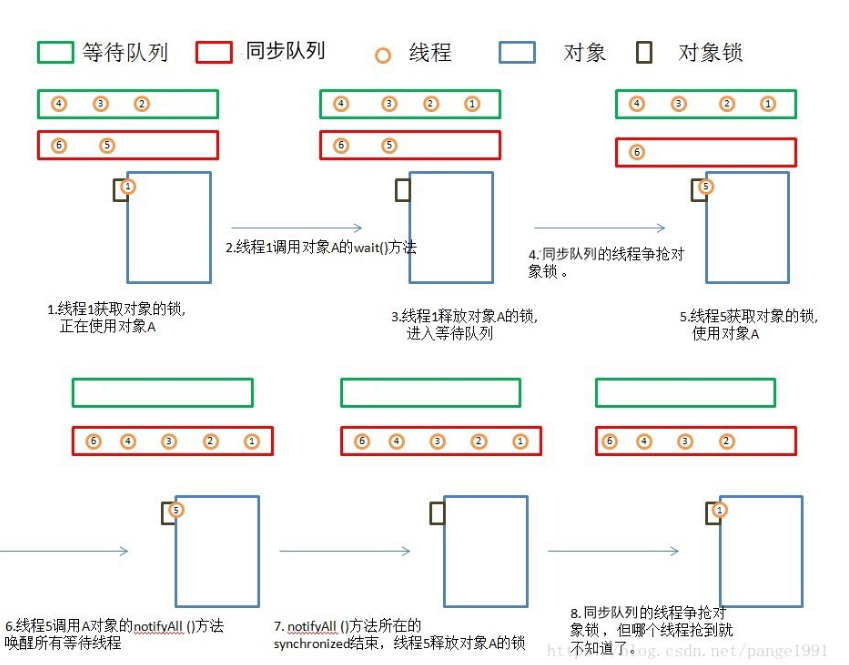 等待队列 同步队列 线程 对象 对象锁
4 3 2
6 5
1
4 3 2 1
6 5
4 3 2 1
6
5
2.线程1调用对象A的wait()方法
4.同步队列的线程争抢对
象锁 。
1.线程1获取对象的锁,
正在使用对象A
3.线程1释放对象A的锁,
进入等待队列
5.线程5获取对象的锁,
使用对象A
6 4 3 2 1
5
6 4 3 2 1
6 4 3 2
1
6.线程5调用A对象的notifyAll ()方法
唤醒所有等待线程
7. notifyAll ()方法所在的
synchronized结束，线程5释放对象A的锁
8.同步队列的线程争抢对
象锁 ，但哪个线程抢到就
不知道了 。
http://blog.csdn.net/pange1991